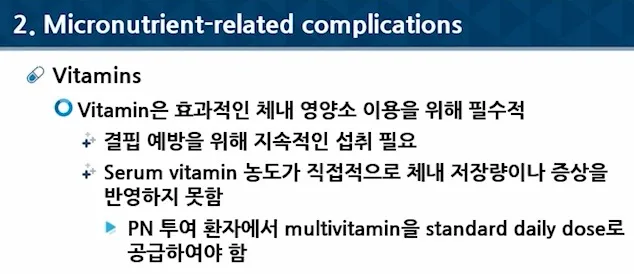 2. Micronutrient-related complications
Vitamins
Vitamin은 효과적인 체내 영양소 이용을 위해 필수적
결핍 예방을 위해 지속적인 섭취 필요
Serum vitamin 농도가 직접적으로 체내 저장량이나 증상을
반영하지 못함
PN 투여 환자에서 multivitamin을 standard daily dose로
공급하여야 함